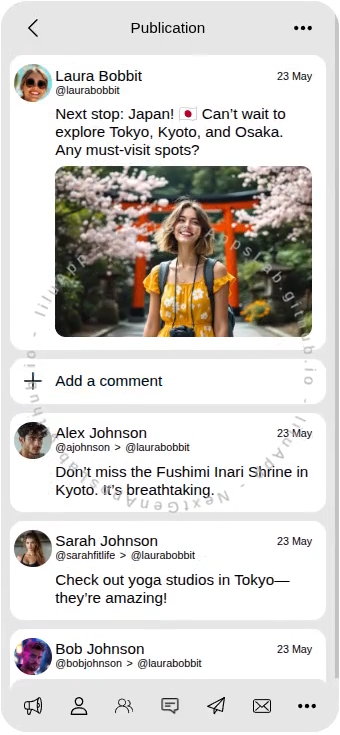 Publication
Laura Bobbit
23 May
@laurabobbit
Next stop: Japan! 🇯🇵 Can’t wait to
explore Tokyo, Kyoto, and Osaka.
Any must-visit spots?
Add a comment
Alex Johnson
23 May
@ajohnson > @laurabobbit
Don’t miss the Fushimi Inari Shrine in
Kyoto. It’s breathtaking.
Sarah Johnson
23 May
@sarahfitlife > @laurabobbit
Check out yoga studios in Tokyo—
they’re amazing!
Bob Johnson
23 May
@bobjohnson > @laurabobbit